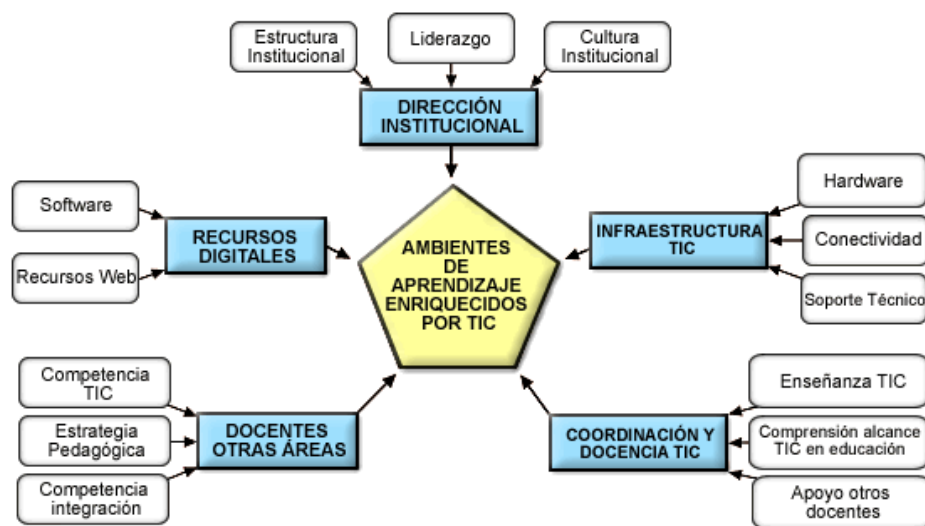 Estructura
Institucional
Liderazgo
Cultura
Institucional
DIRECCIÓN
INSTITUCIONAL
Software
Recursos Web
RECURSOS
DIGITALES
AMBIENTES
DE
APRENDIZAJE
ENRIQUECIDOS
POR TIC
INFRAESTRUCTURA
TIC
Hardware
Conectividad
Soporte Técnico
Competencia
TIC
Estrategia
Pedagógica
Competencia
integración
DOCENTES
OTRAS ÁREAS
COORDINACIÓN Y
DOCENCIA TIC
Enseñanza TIC
Comprensión alcance
TIC en educación
Apoyo otros
docentes